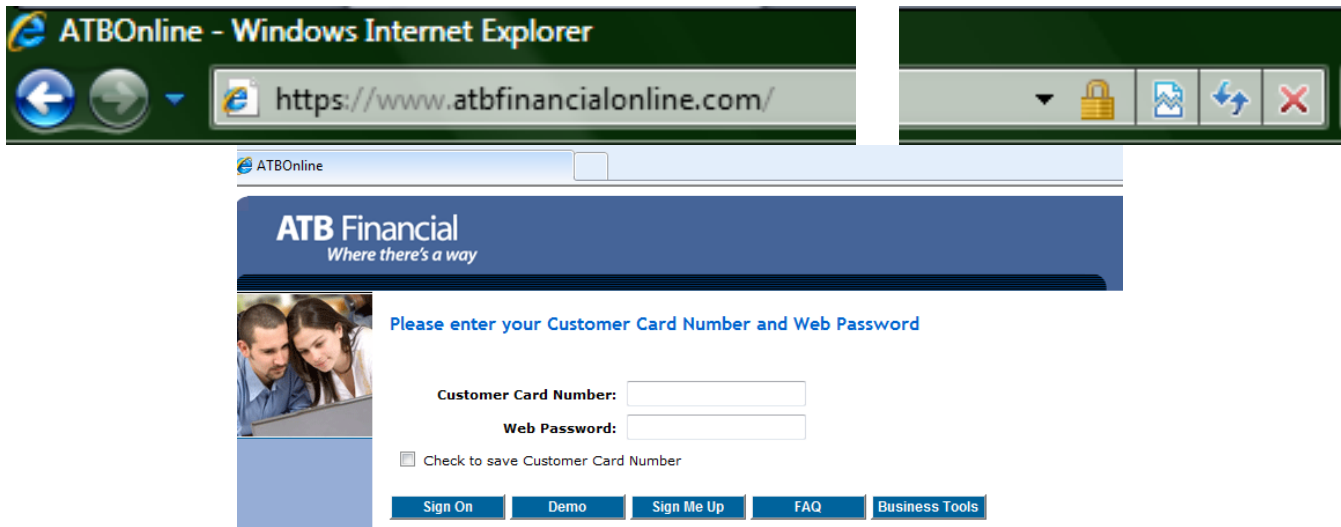 ATBOnline - Windows Internet Explorer
https://www.atbfinancialonline.com/
ATBOnline
ATB Financial
Where there's a way
Please enter your Customer Card Number and Web Password
Customer Card Number:
Web Password:
Check to save Customer Card Number
Sign On Demo Sign Me Up FAQ Business Tools